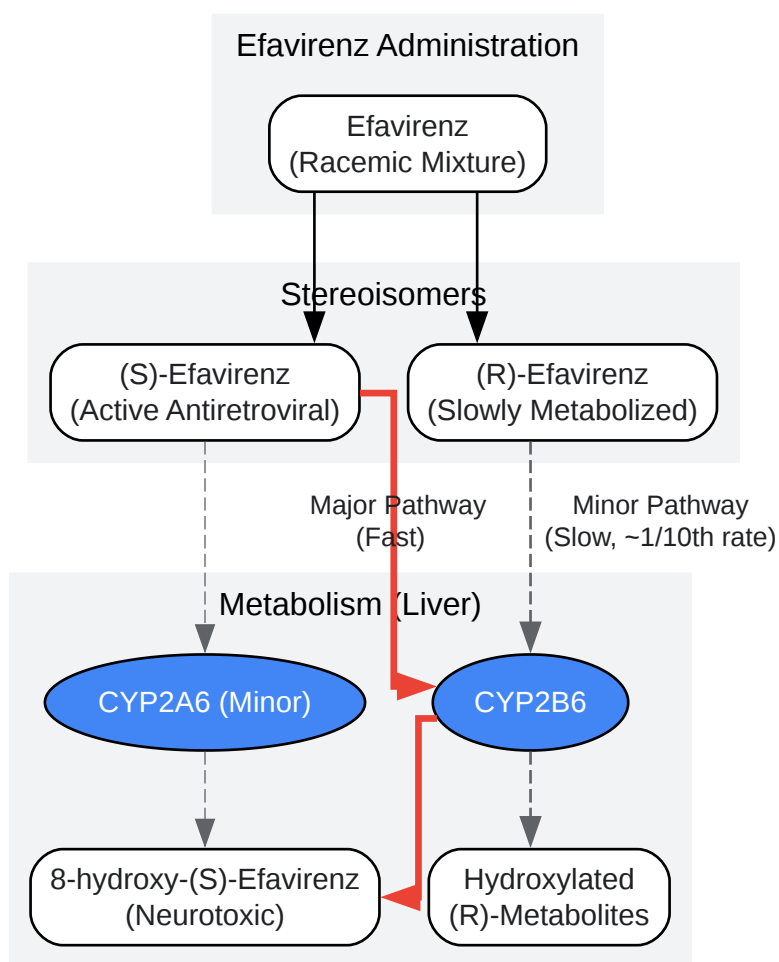 Efavirenz Administration
Efavirenz
(Racemic Mixture)
Stereoisomers
(S)-Efavirenz
(Active Antiretroviral)
(R)-Efavirenz
(Slowly Metabolized)
Major Pathway
(Fast)
Minor Pathway
(Slow, ~1/10th rate)
Metabolism (Liver)
CYP2A6 (Minor)
CYP2B6
8-hydroxy-(S)-Efavirenz
(Neurotoxic)
Hydroxylated
(R)-Metabolites